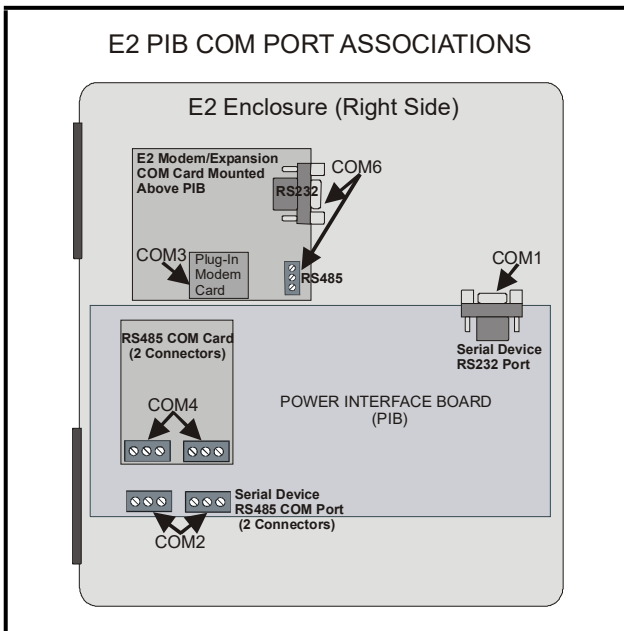 E2 PIB COM PORT ASSOCIATIONS
E2 Enclosure (Right Side)
E2 Modem/Expansion
COM Card Mounted
Above PIB
RS232
COM6
COM3
Plug-In
Modem
Card
RS485
COM1
Serial Device
RS232 Port
RS485 COM Card
(2 Connectors)
COM4
POWER INTERFACE BOARD
(PIB)
Serial Device
RS485 COM Port
(2 Connectors)
COM2